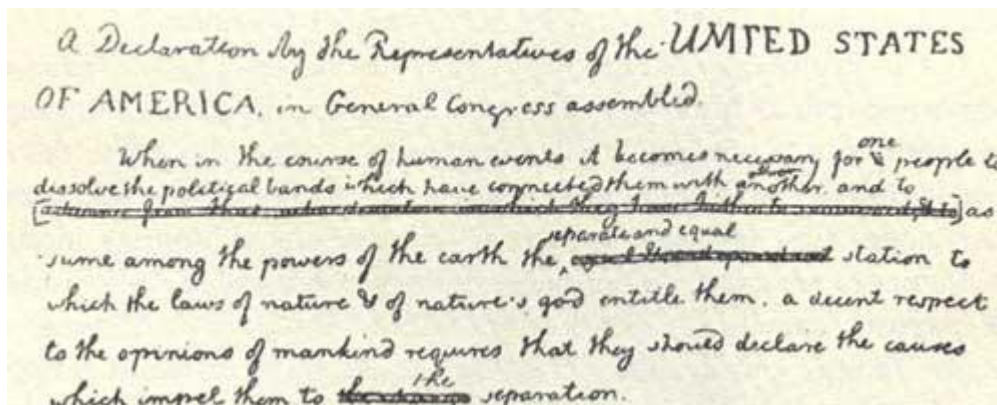 a Declaration by the Representatives of the UNITED STATES
OF AMERICA, in General Congress assembled.
When in the course of human events it becomes necessary for one people to
dissolve the political bands which have connected them with another, and to
as
separate and equal
sume among the powers of the earth the station to
which the laws of nature & of nature's god entitle them, a decent respect
to the opinions of mankind requires that they should declare the causes
the
which impel them to separation.